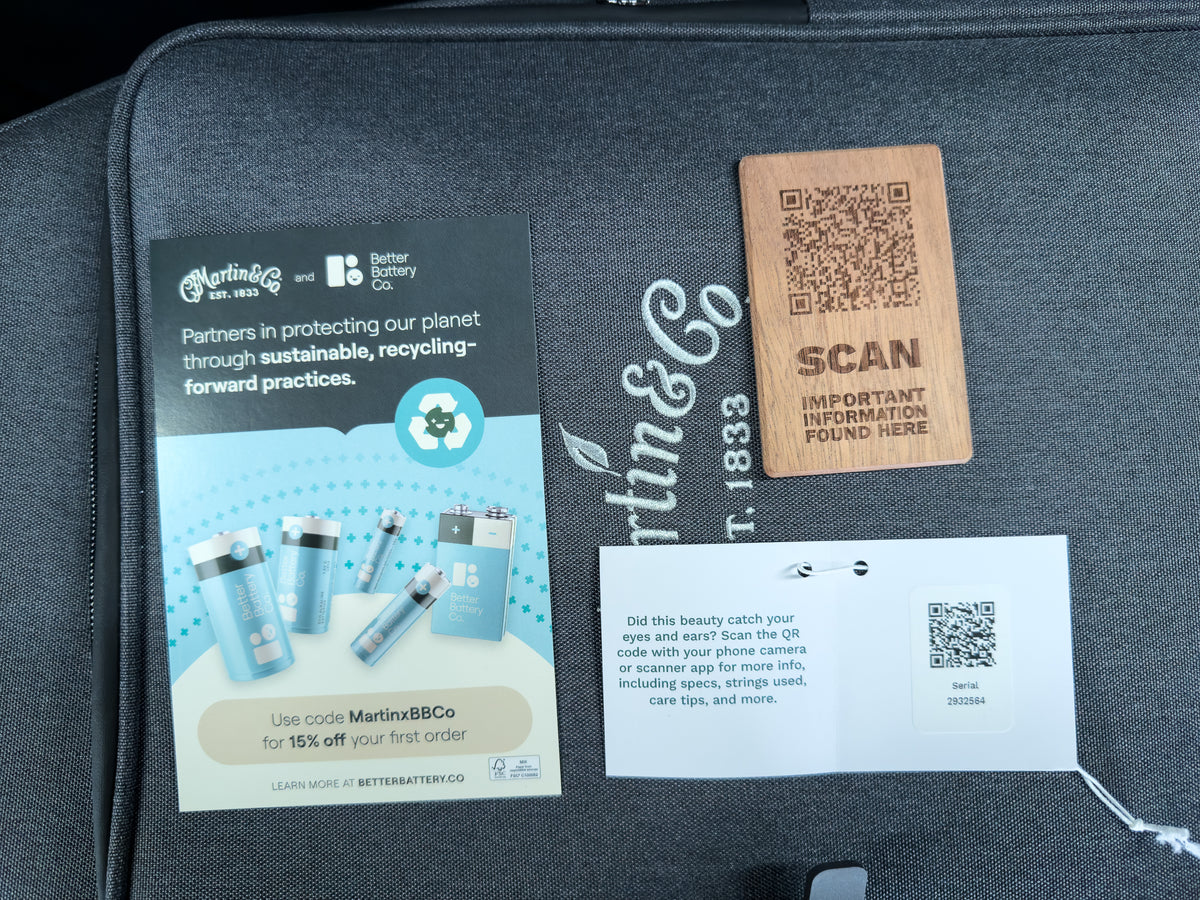 Martin & Co.
EST. 1833
and
Better
Battery
Co.
Partners in protecting our planet
through sustainable, recycling-
forward practices.
Better
Battery
Co.
Better
Battery
Co.
Use code MartinxBBCo
for 15% off your first order
LEARN MORE AT BETTERBATTERY.CO
FSC
MIX
rtin & Co.
T. 1833
SCAN
IMPORTANT
INFORMATION
FOUND HERE
Did this beauty catch your
eyes and ears? Scan the QR
code with your phone camera
or scanner app for more info,
including specs, strings used,
care tips, and more.
Serial
2932564